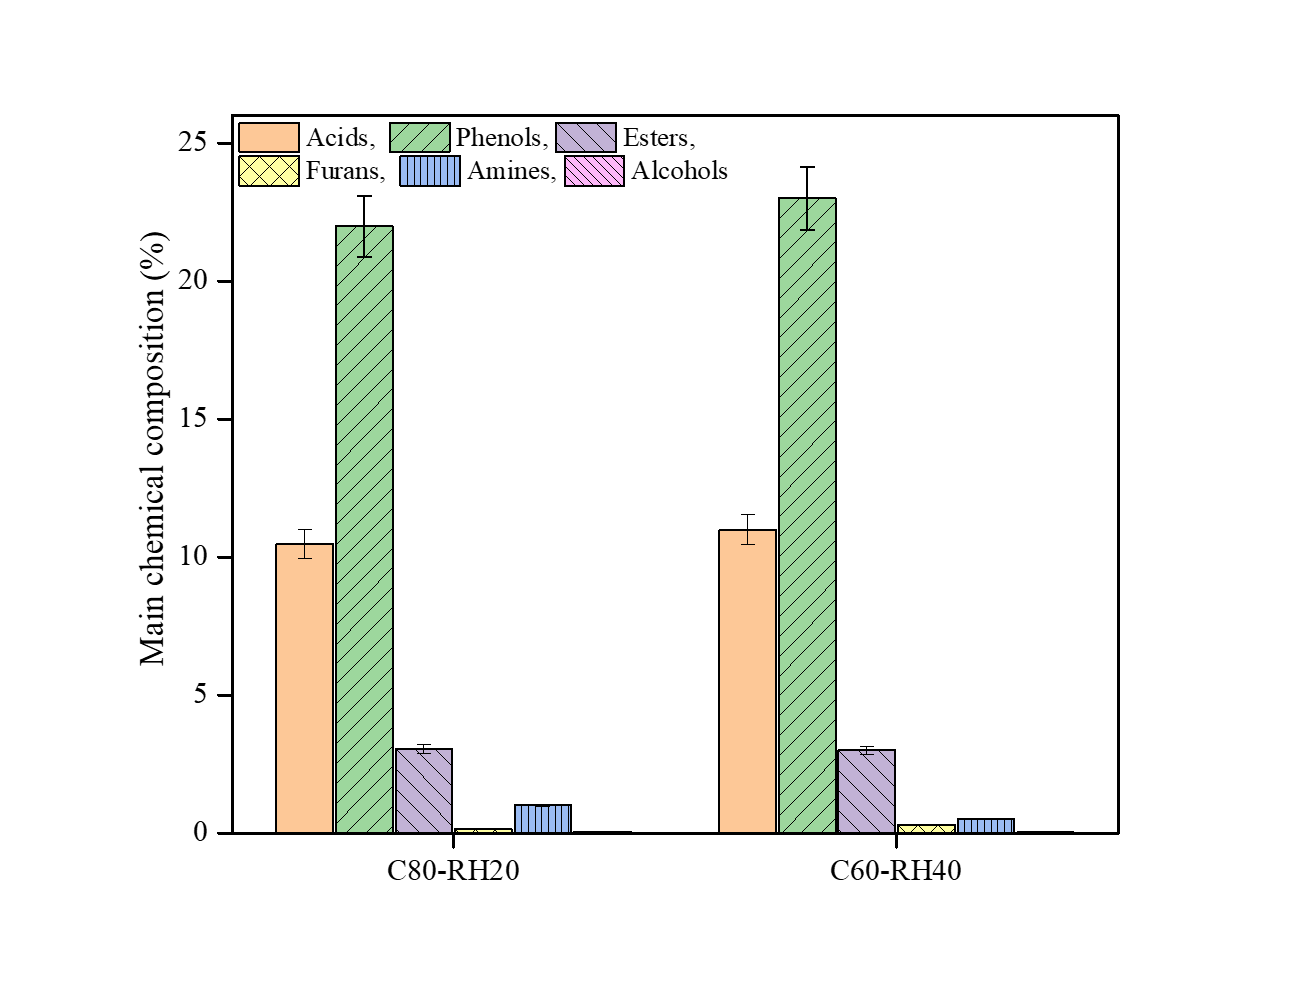 Acids, Phenols, Esters,
Furans, Amines, Alcohols
Main chemical composition (%)
25
20
15
10
5
0
C80-RH20
C60-RH40